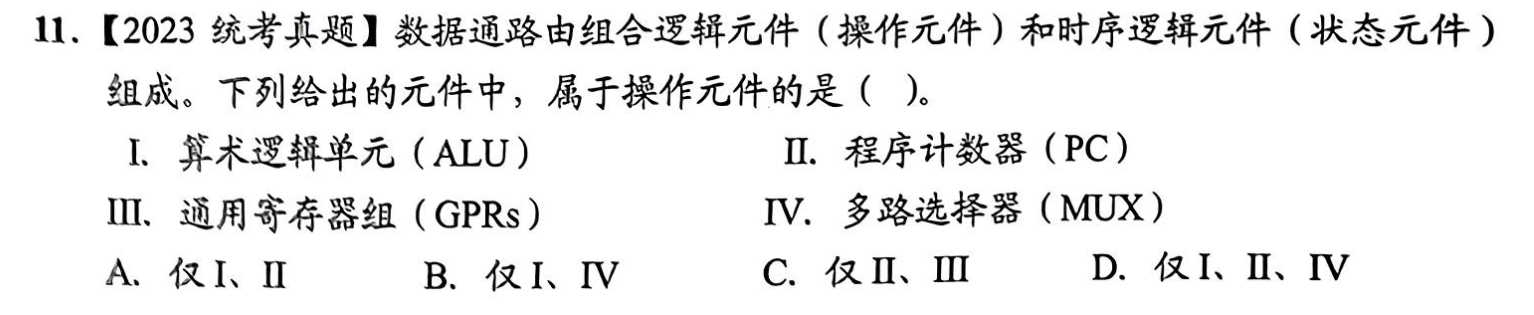 11.【2023 统考真题】数据通路由组合逻辑元件（操作元件）和时序逻辑元件（状态元件）
组成。下列给出的元件中，属于操作元件的是（ ）。
I. 算术逻辑单元（ALU） II. 程序计数器（PC）
III. 通用寄存器组（GPRs） IV. 多路选择器（MUX）
A. 仅 I、II B. 仅 I、IV C. 仅 II、III D. 仅 I、II、IV